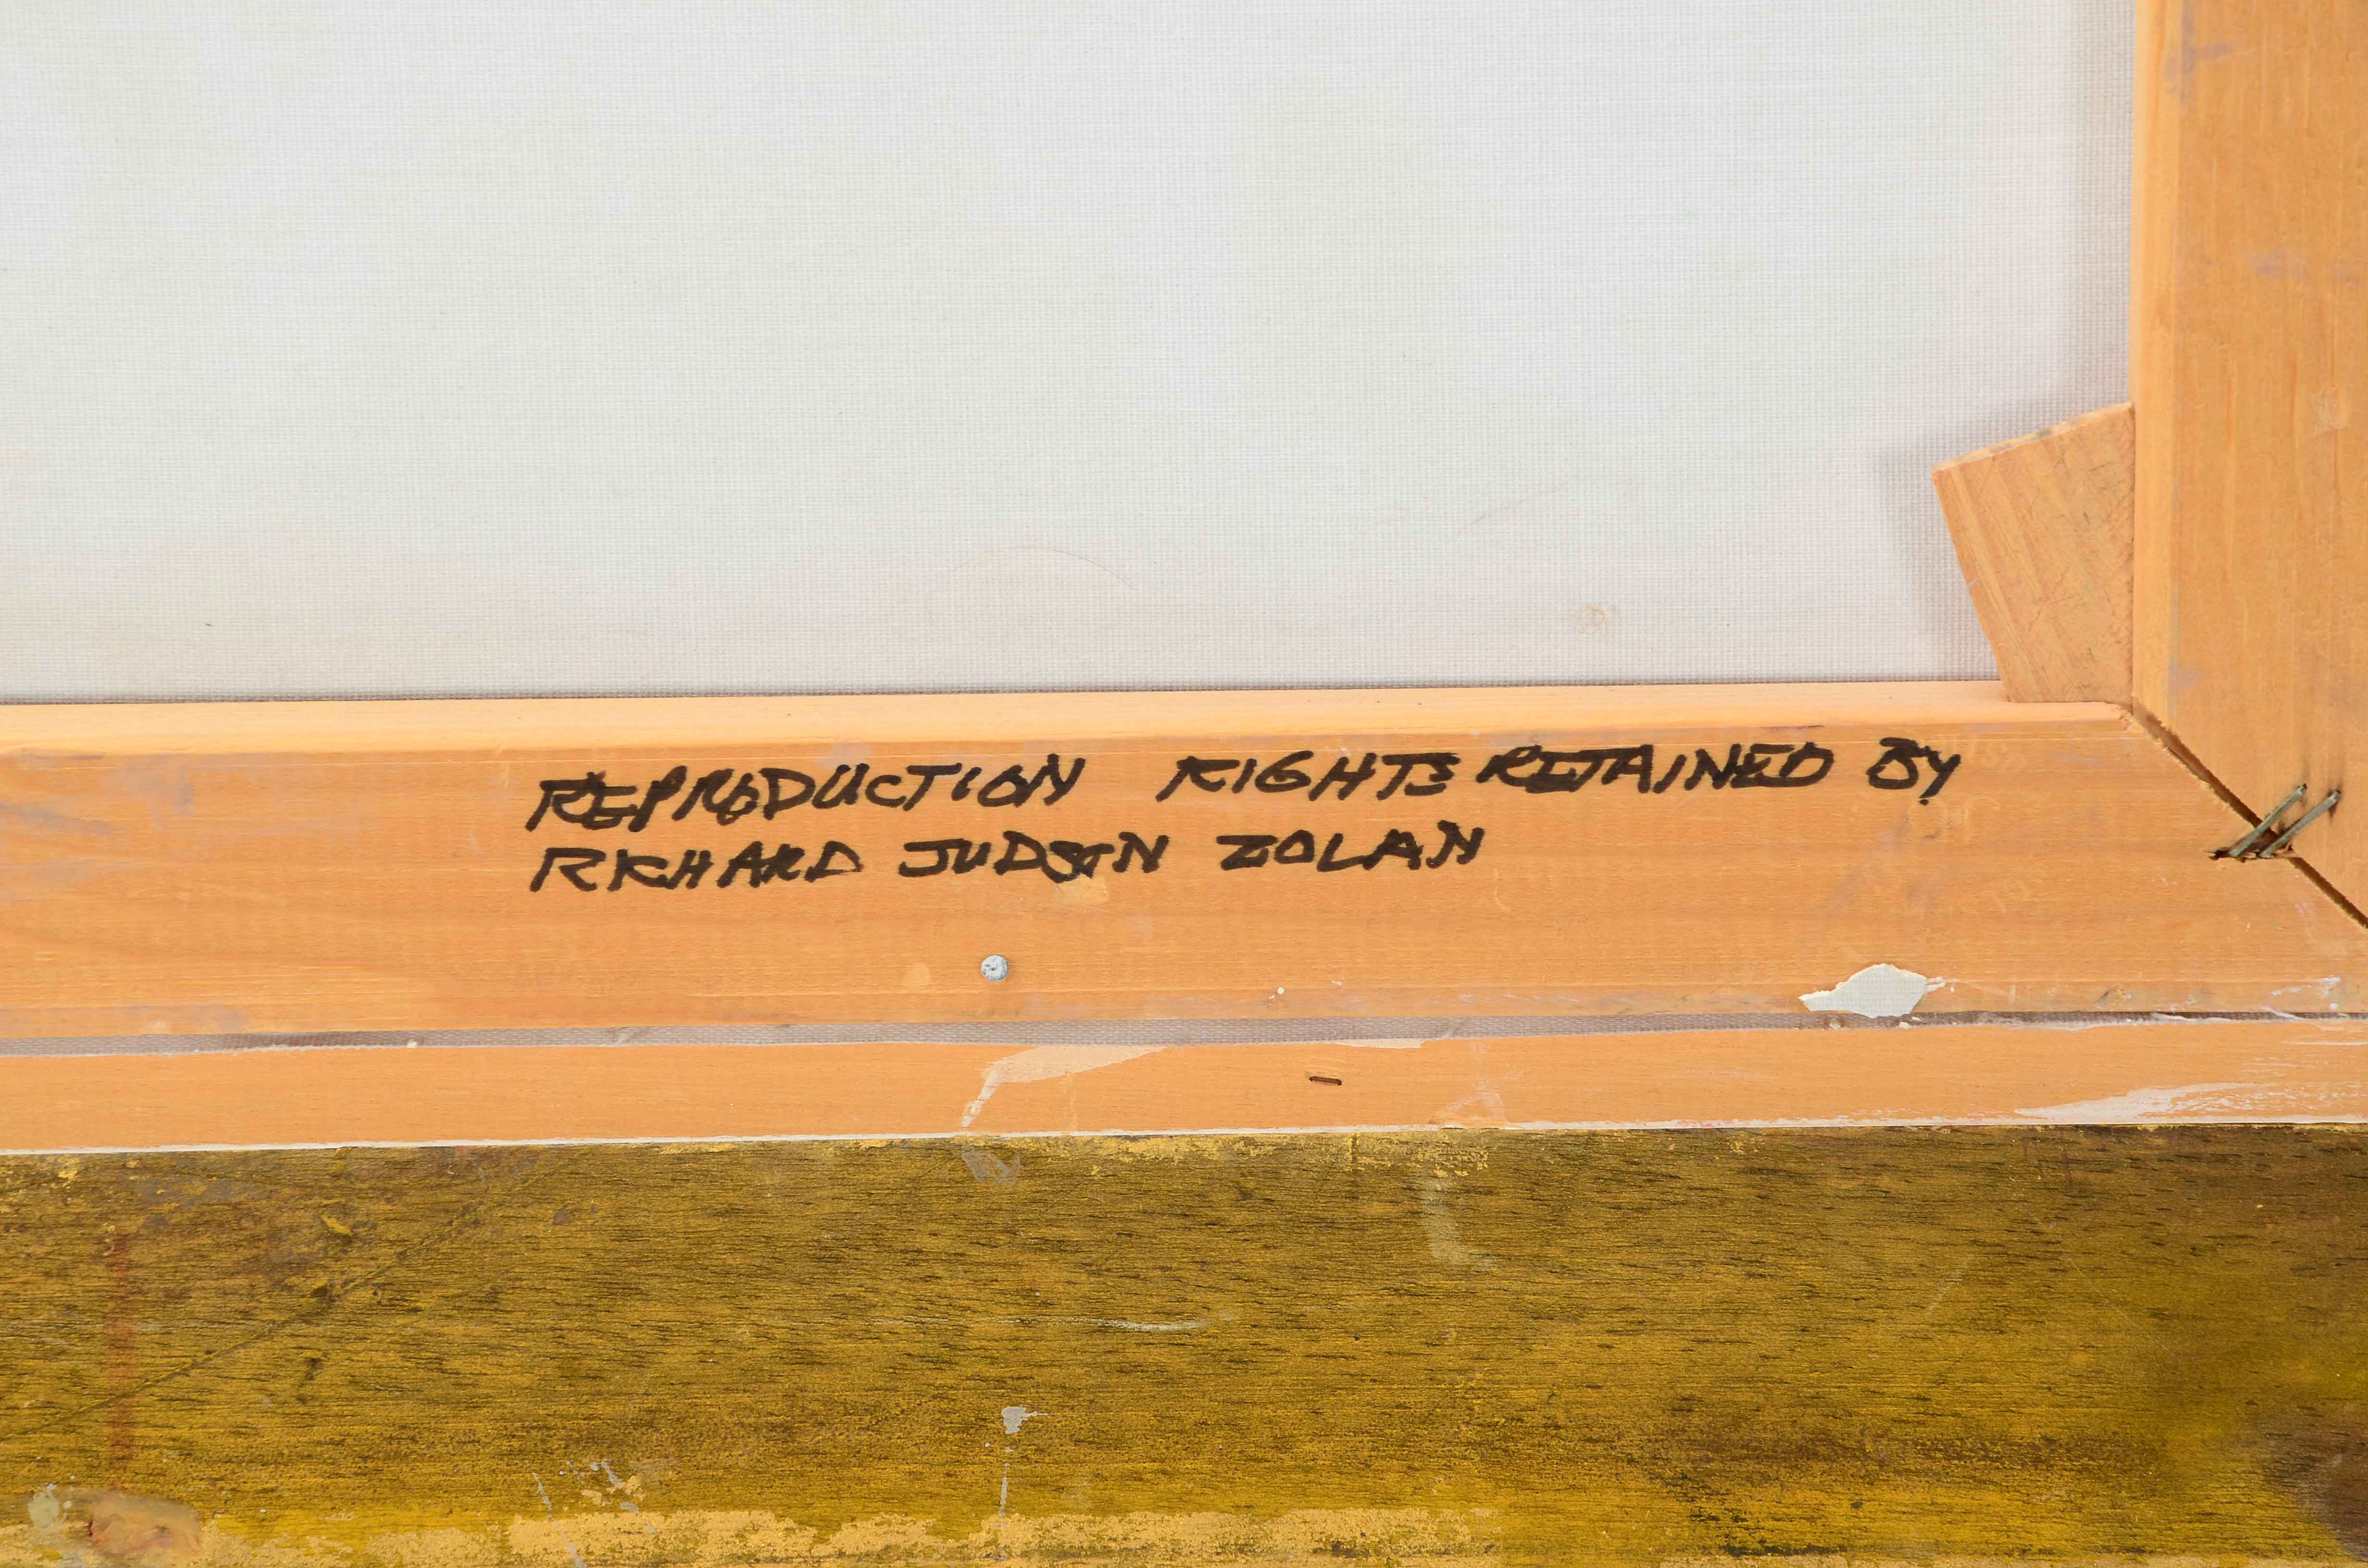 REPRODUCTION RIGHTS RETAINED BY
RICHARD JUDSON ZOLAN